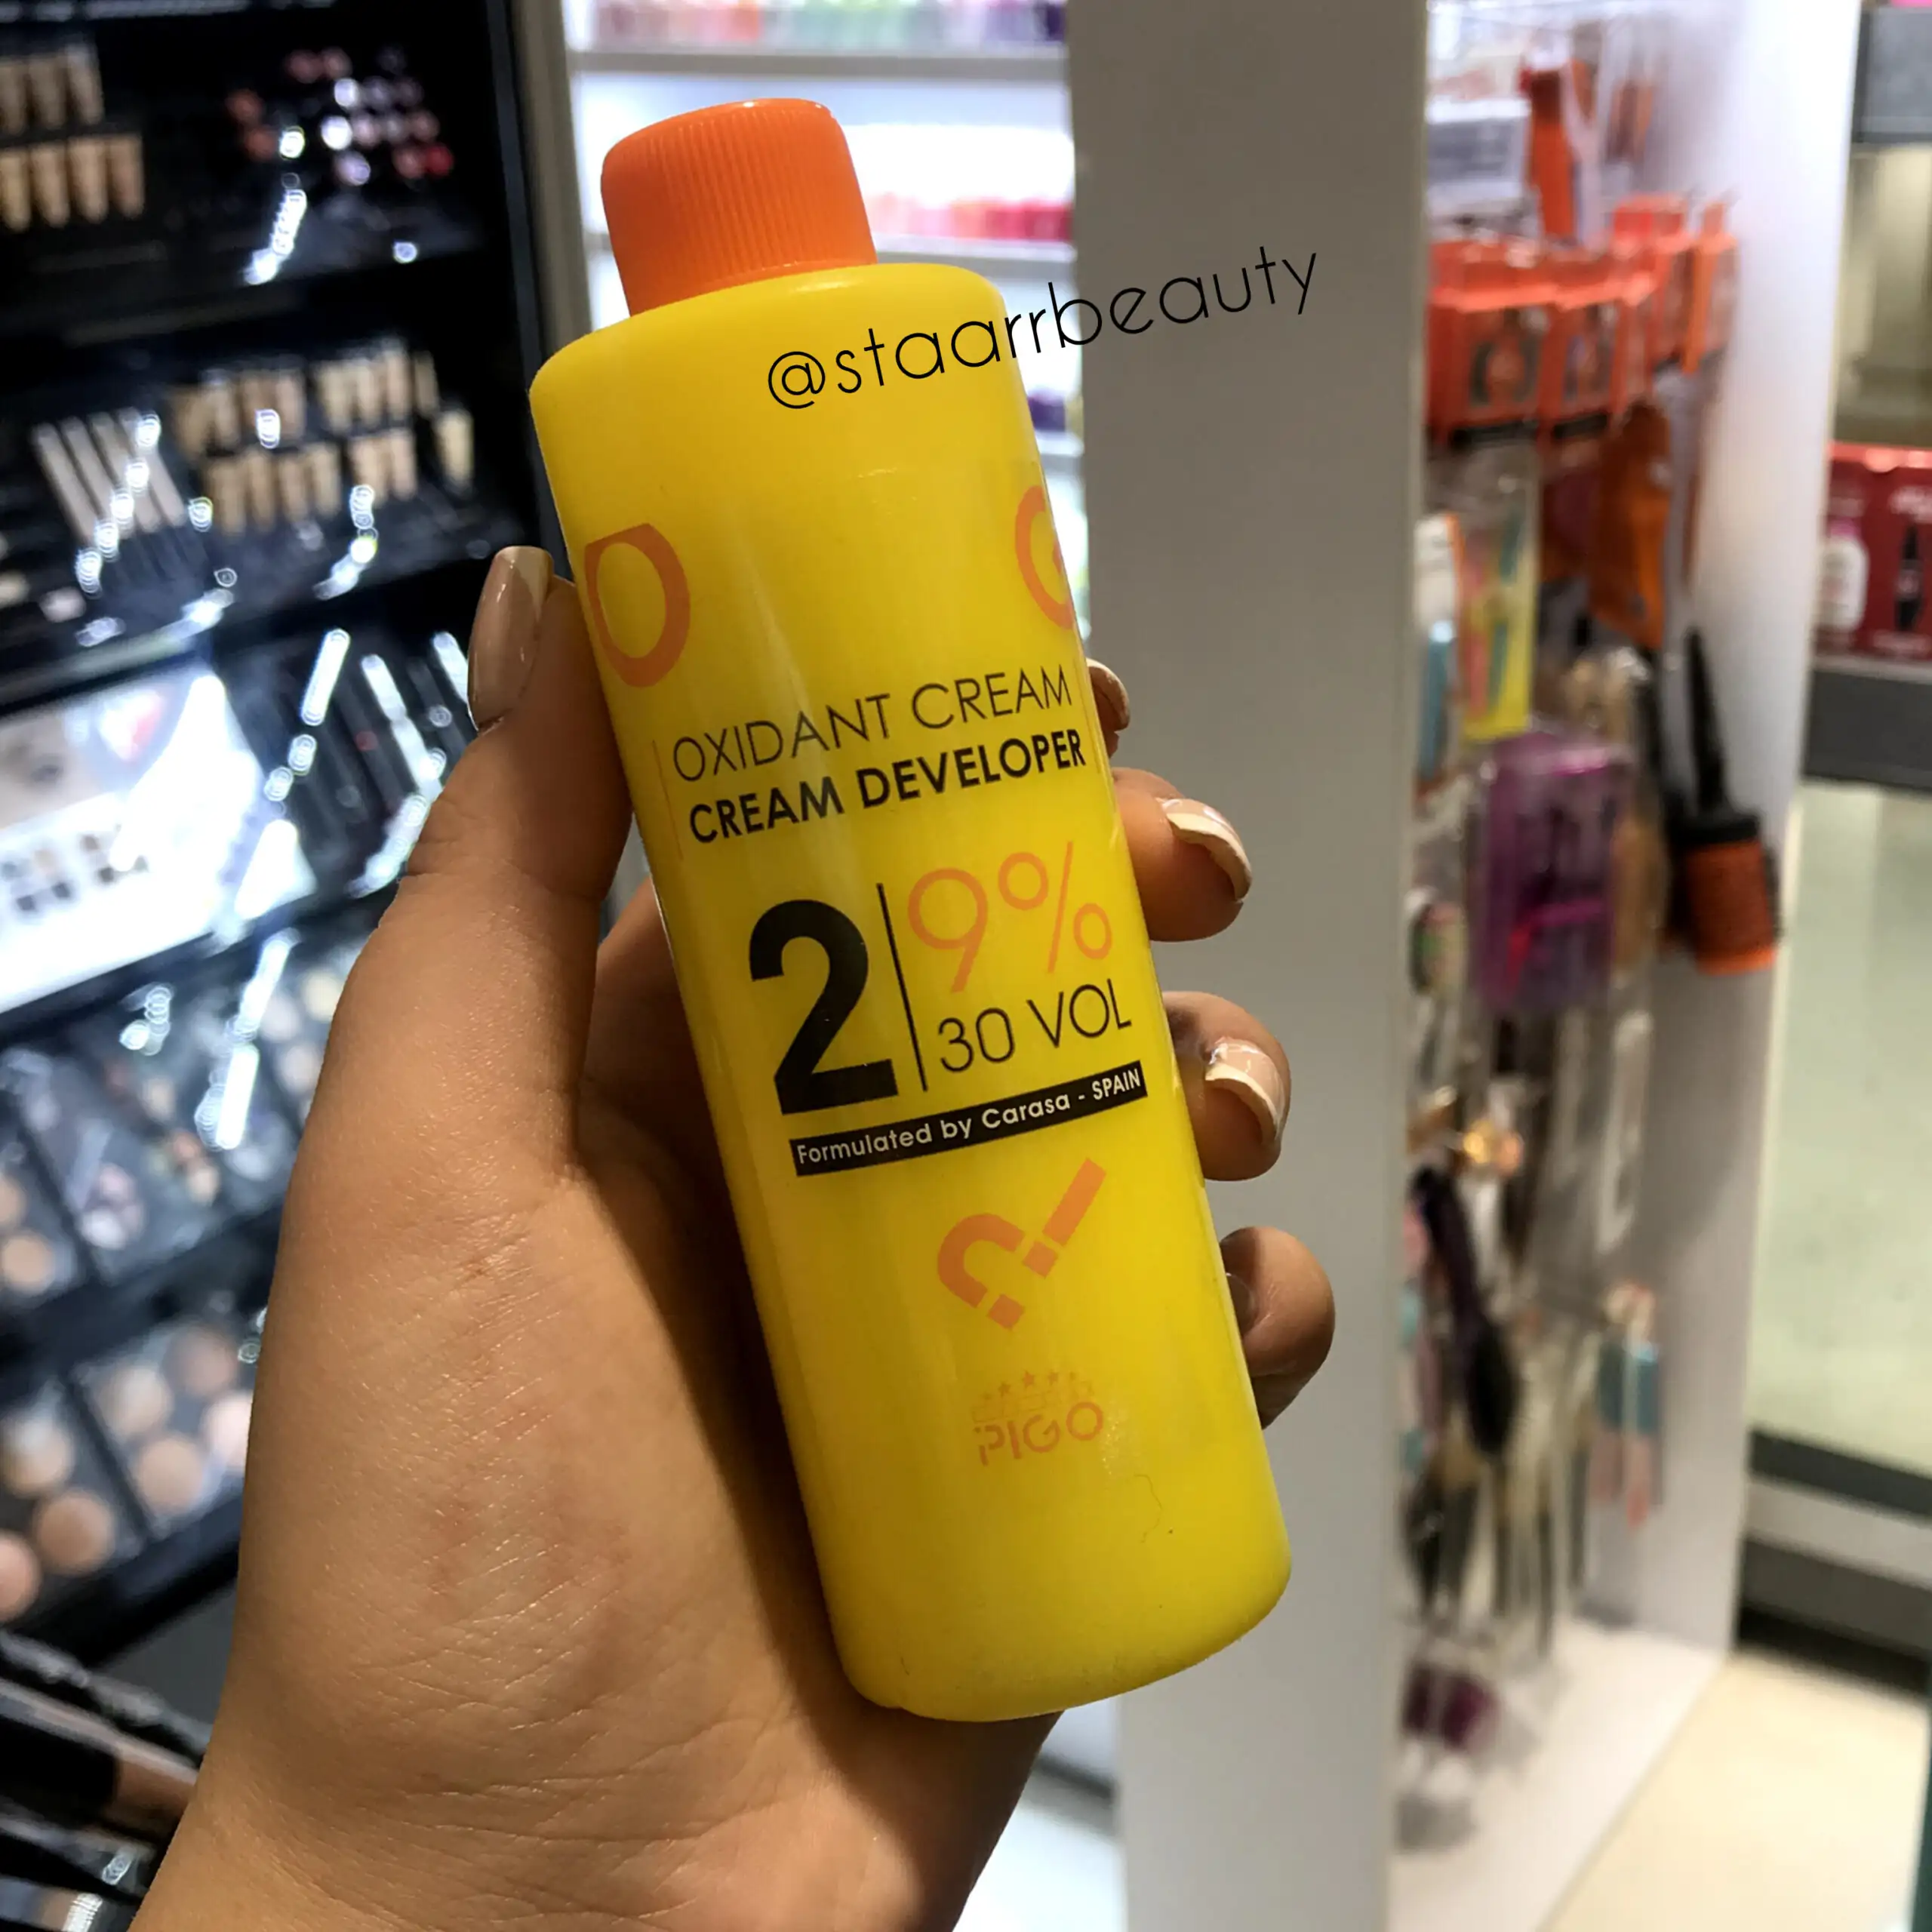 @staarrbeauty
OXIDANT CREAM
CREAM DEVELOPER
2 9%
30 VOL
Formulated by Carasa - SPAIN
PIGO